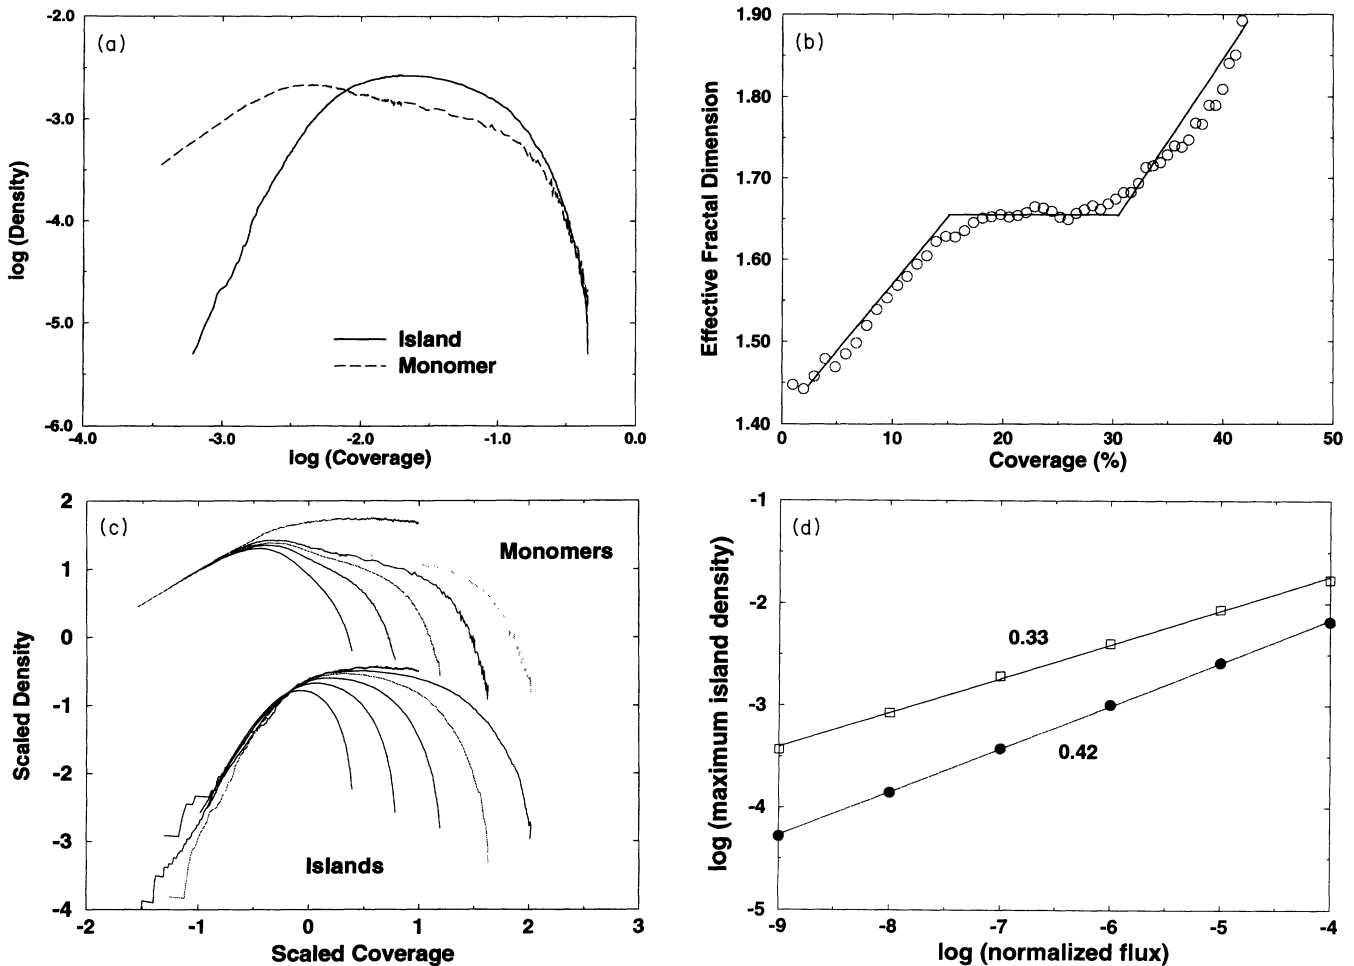 (a)
-2.0
-3.0
-4.0
-5.0
-6.0
log (Density)
-4.0 -3.0 -2.0 -1.0 0.0
log (Coverage)
Island
Monomer
(b)
1.90
1.80
1.70
1.60
1.50
1.40
Effective Fractal Dimension
0 10 20 30 40 50
Coverage (%)
(c)
2
1
0
-1
-2
-3
-4
Scaled Density
Monomers
Islands
-2 -1 0 1 2 3
Scaled Coverage
(d)
-1
-2
-3
-4
-5
log (maximum island density)
0.33
0.42
-9 -8 -7 -6 -5 -4
log (normalized flux)